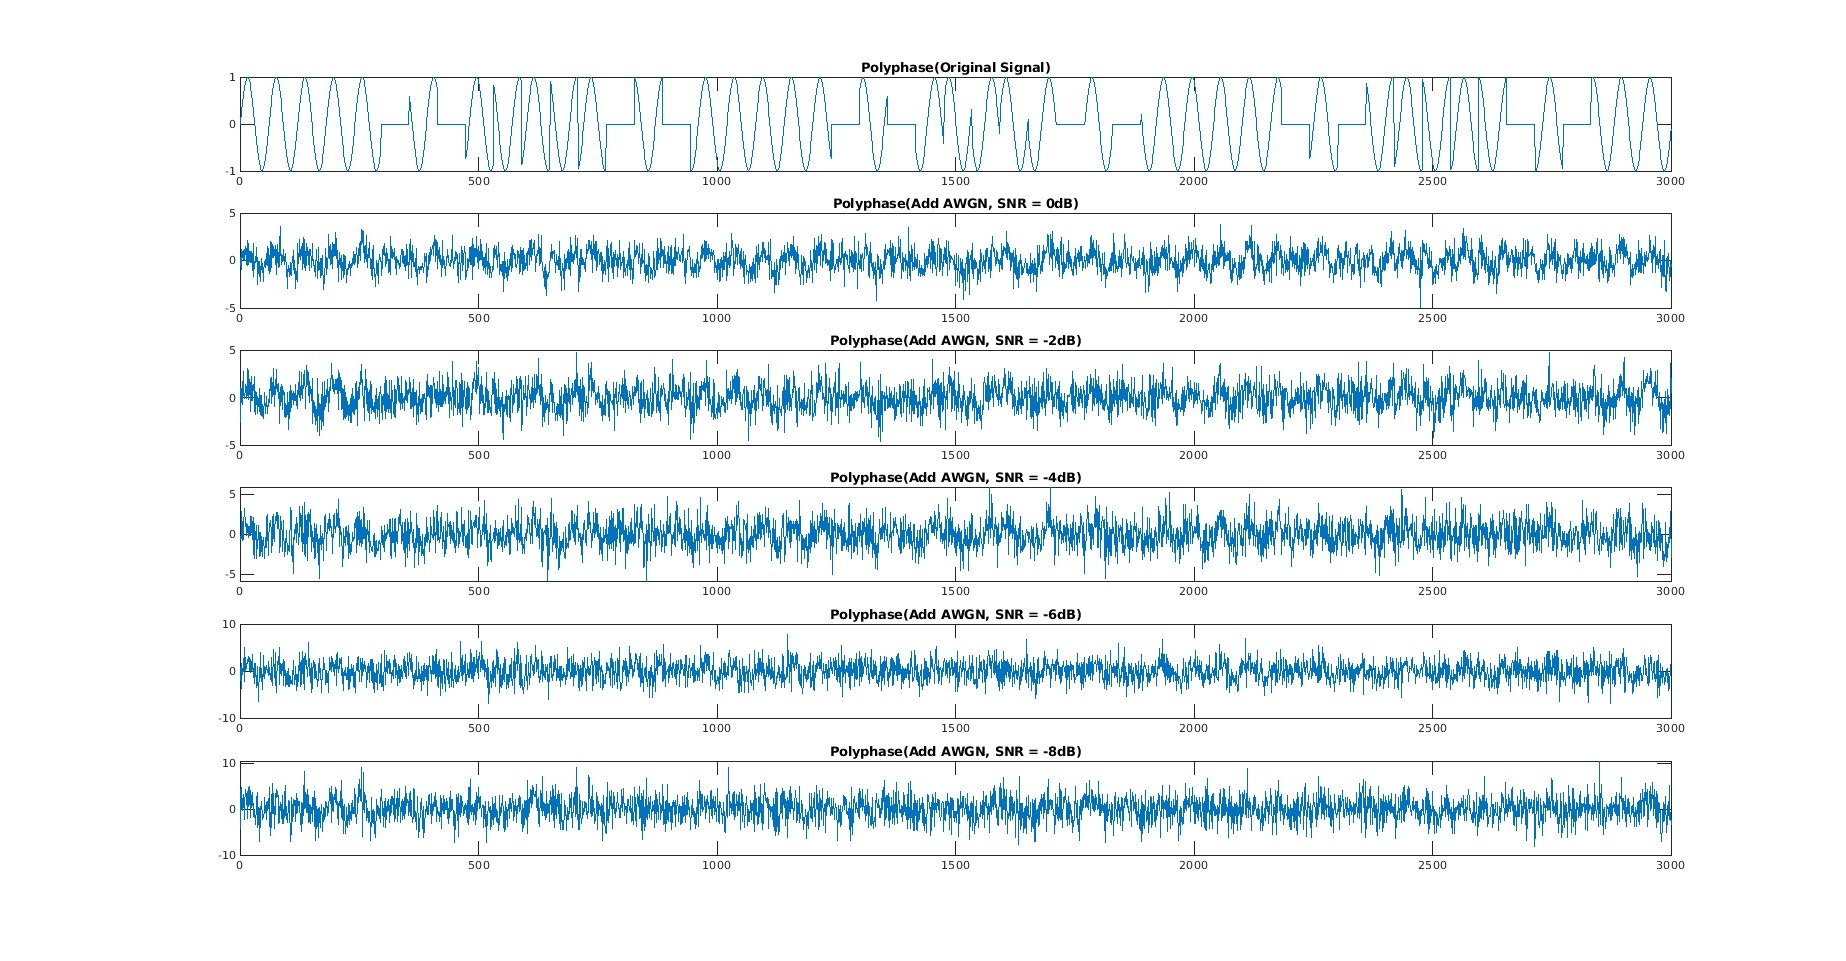 Polyphase(Original Signal)
1
0
-1
0 500 1000 1500 2000 2500 3000
Polyphase(Add AWGN, SNR = 0dB)
5
0
-5
0 500 1000 1500 2000 2500 3000
Polyphase(Add AWGN, SNR = -2dB)
5
0
-5
0 500 1000 1500 2000 2500 3000
Polyphase(Add AWGN, SNR = -4dB)
5
0
-5
0 500 1000 1500 2000 2500 3000
Polyphase(Add AWGN, SNR = -6dB)
10
0
-10
0 500 1000 1500 2000 2500 3000
Polyphase(Add AWGN, SNR = -8dB)
10
0
-10
0 500 1000 1500 2000 2500 3000